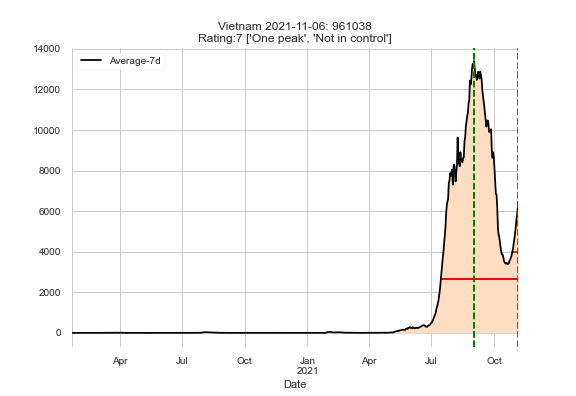 Vietnam 2021-11-06: 961038
Rating:7 ['One peak', 'Not in control']
Average-7d
14000
12000
10000
8000
6000
4000
2000
0
Apr Jul Oct Jan Apr Jul Oct
2021
Date